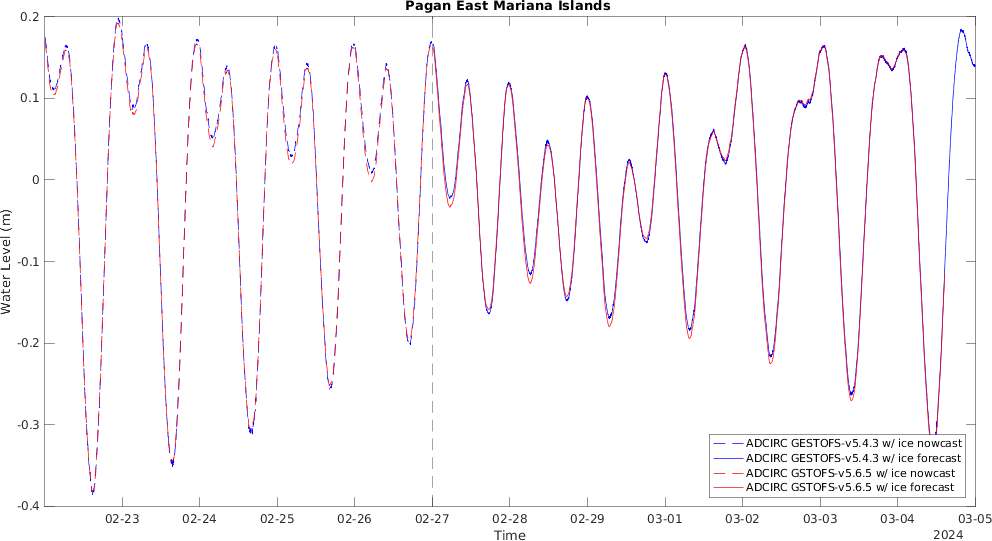 Pagan East Mariana Islands
0.2
0.1
0
-0.1
-0.2
-0.3
-0.4
Water Level (m)
02-23
02-24
02-25
02-26
02-27
02-28
02-29
03-01
03-02
03-03
03-04
03-05
Time
2024
ADCIRC GESTOFS-v5.4.3 w/ ice nowcast
ADCIRC GESTOFS-v5.4.3 w/ ice forecast
ADCIRC GSTOFS-v5.6.5 w/ ice nowcast
ADCIRC GSTOFS-v5.6.5 w/ ice forecast